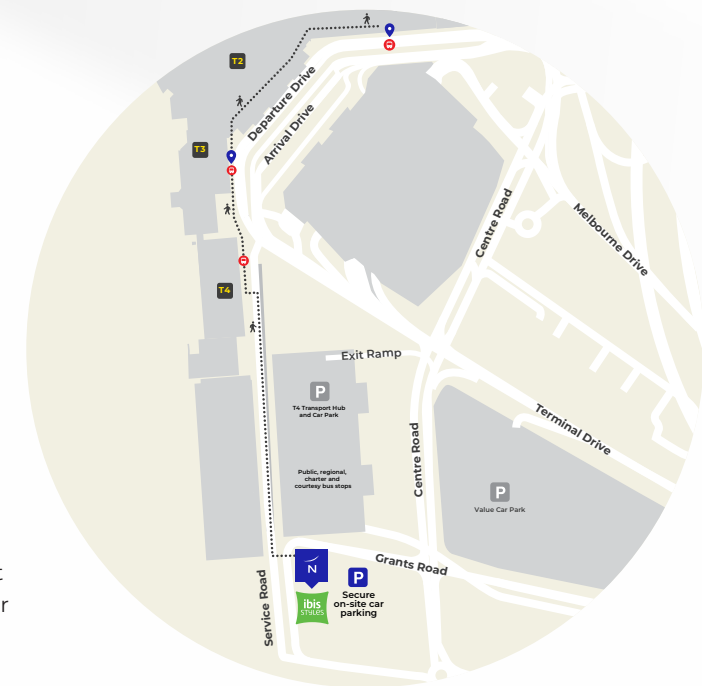 T2
Departure Drive
Arrival Drive
T3
Centre Road
Melbourne Drive
T4
Exit Ramp
P
T4 Transport Hub
and Car Park
Terminal Drive
Centre Road
Public, regional,
charter and
courtesy bus stops
P
Value Car Park
Grants Road
N
P
Secure
on-site car
parking
ibis
STYLES
Service Road
t
r